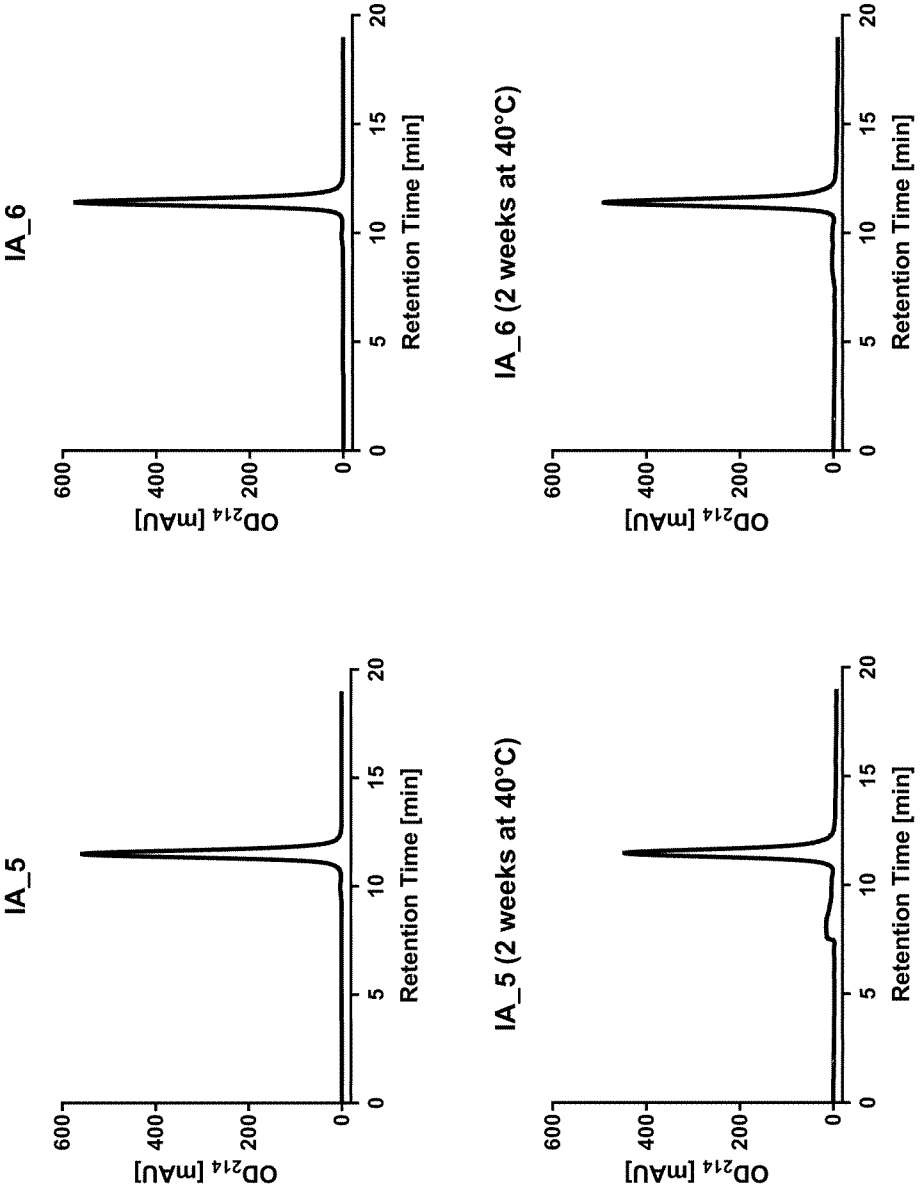 IA_5
OD214 [mAU]
600
400
200
0
0 5 10 15 20
Retention Time [min]
IA_6
OD214 [mAU]
600
400
200
0
0 5 10 15 20
Retention Time [min]
IA_5 (2 weeks at 40°C)
OD214 [mAU]
600
400
200
0
0 5 10 15 20
Retention Time [min]
IA_6 (2 weeks at 40°C)
OD214 [mAU]
600
400
200
0
0 5 10 15 20
Retention Time [min]